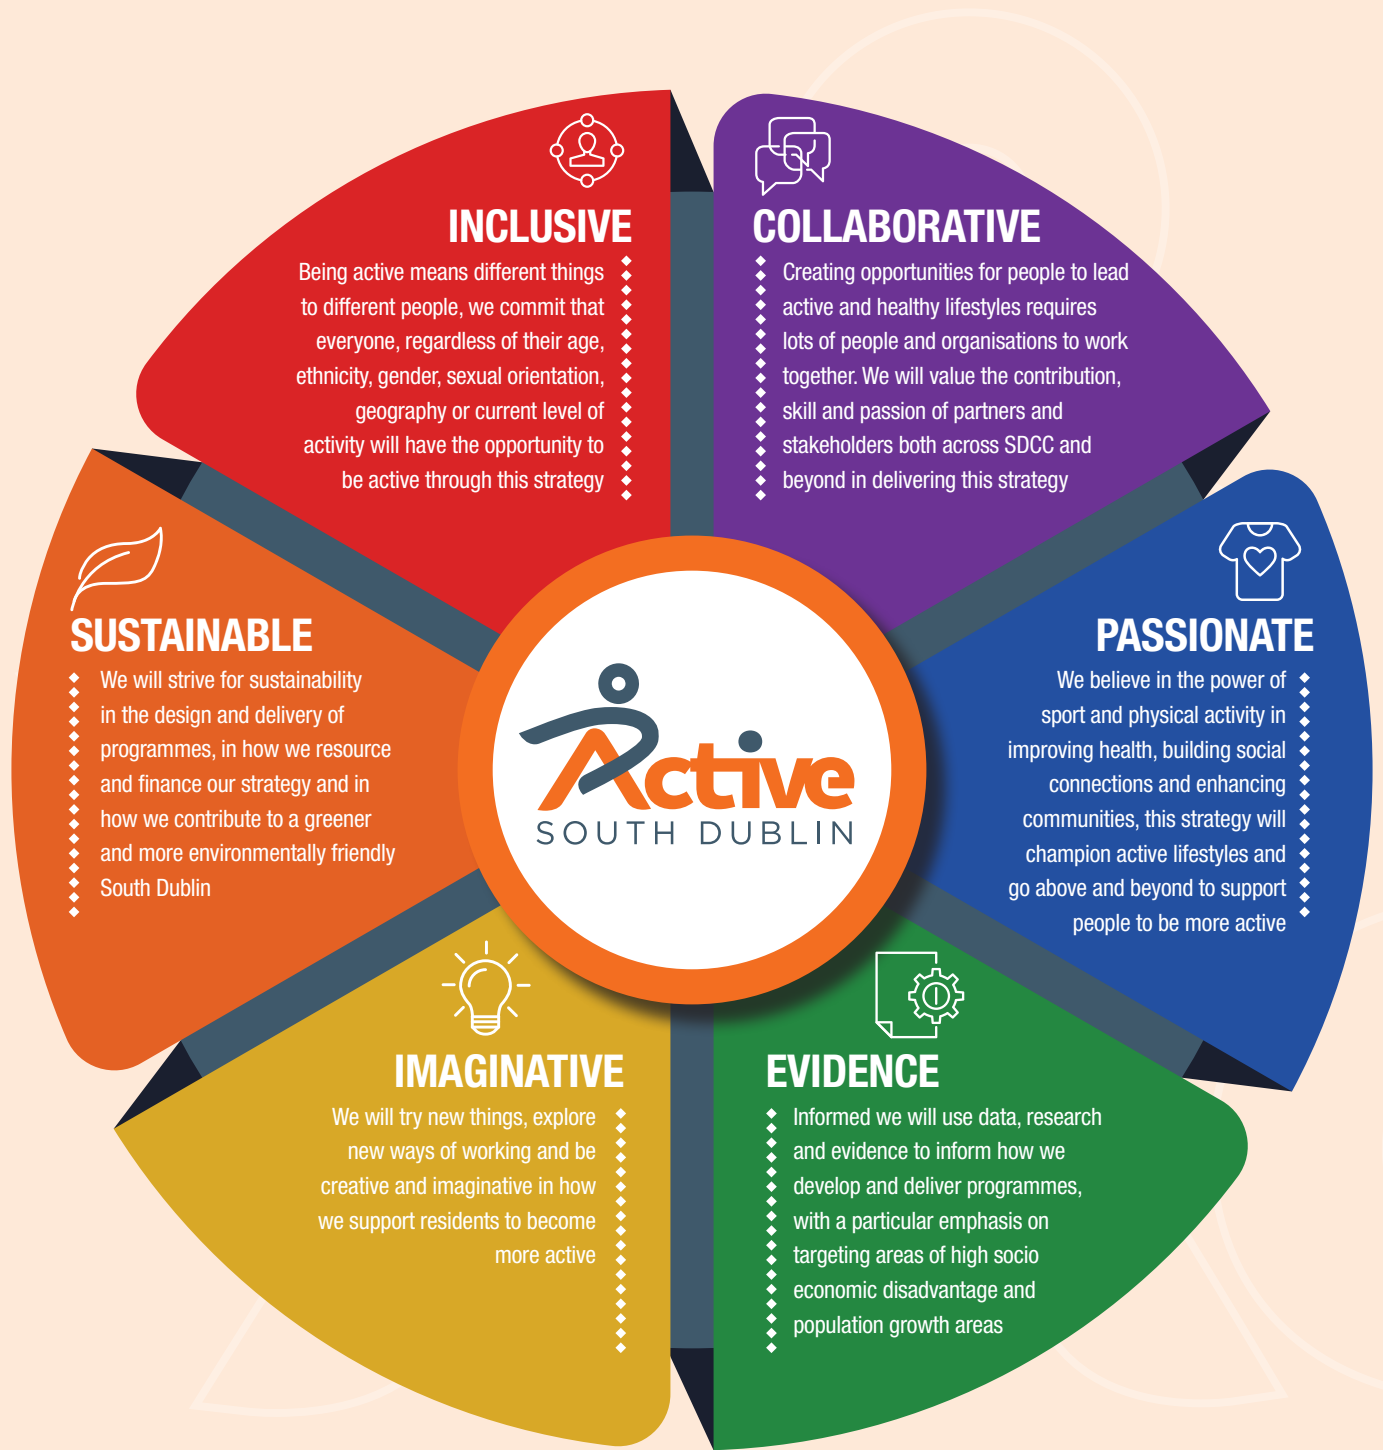 INCLUSIVE
Being active means different things
to different people, we commit that
everyone, regardless of their age,
ethnicity, gender, sexual orientation,
geography or current level of
activity will have the opportunity to
be active through this strategy
COLLABORATIVE
Creating opportunities for people to lead
active and healthy lifestyles requires
lots of people and organisations to work
together. We will value the contribution,
skill and passion of partners and
stakeholders both across SDCC and
beyond in delivering this strategy
SUSTAINABLE
We will strive for sustainability
in the design and delivery of
programmes, in how we resource
and finance our strategy and in
how we contribute to a greener
and more environmentally friendly
South Dublin
Active
SOUTH DUBLIN
PASSIONATE
We believe in the power of
sport and physical activity in
improving health, building social
connections and enhancing
communities, this strategy will
champion active lifestyles and
go above and beyond to support
people to be more active
IMAGINATIVE
We will try new things, explore
new ways of working and be
creative and imaginative in how
we support residents to become
more active
EVIDENCE
Informed we will use data, research
and evidence to inform how we
develop and deliver programmes,
with a particular emphasis on
targeting areas of high socio
economic disadvantage and
population growth areas